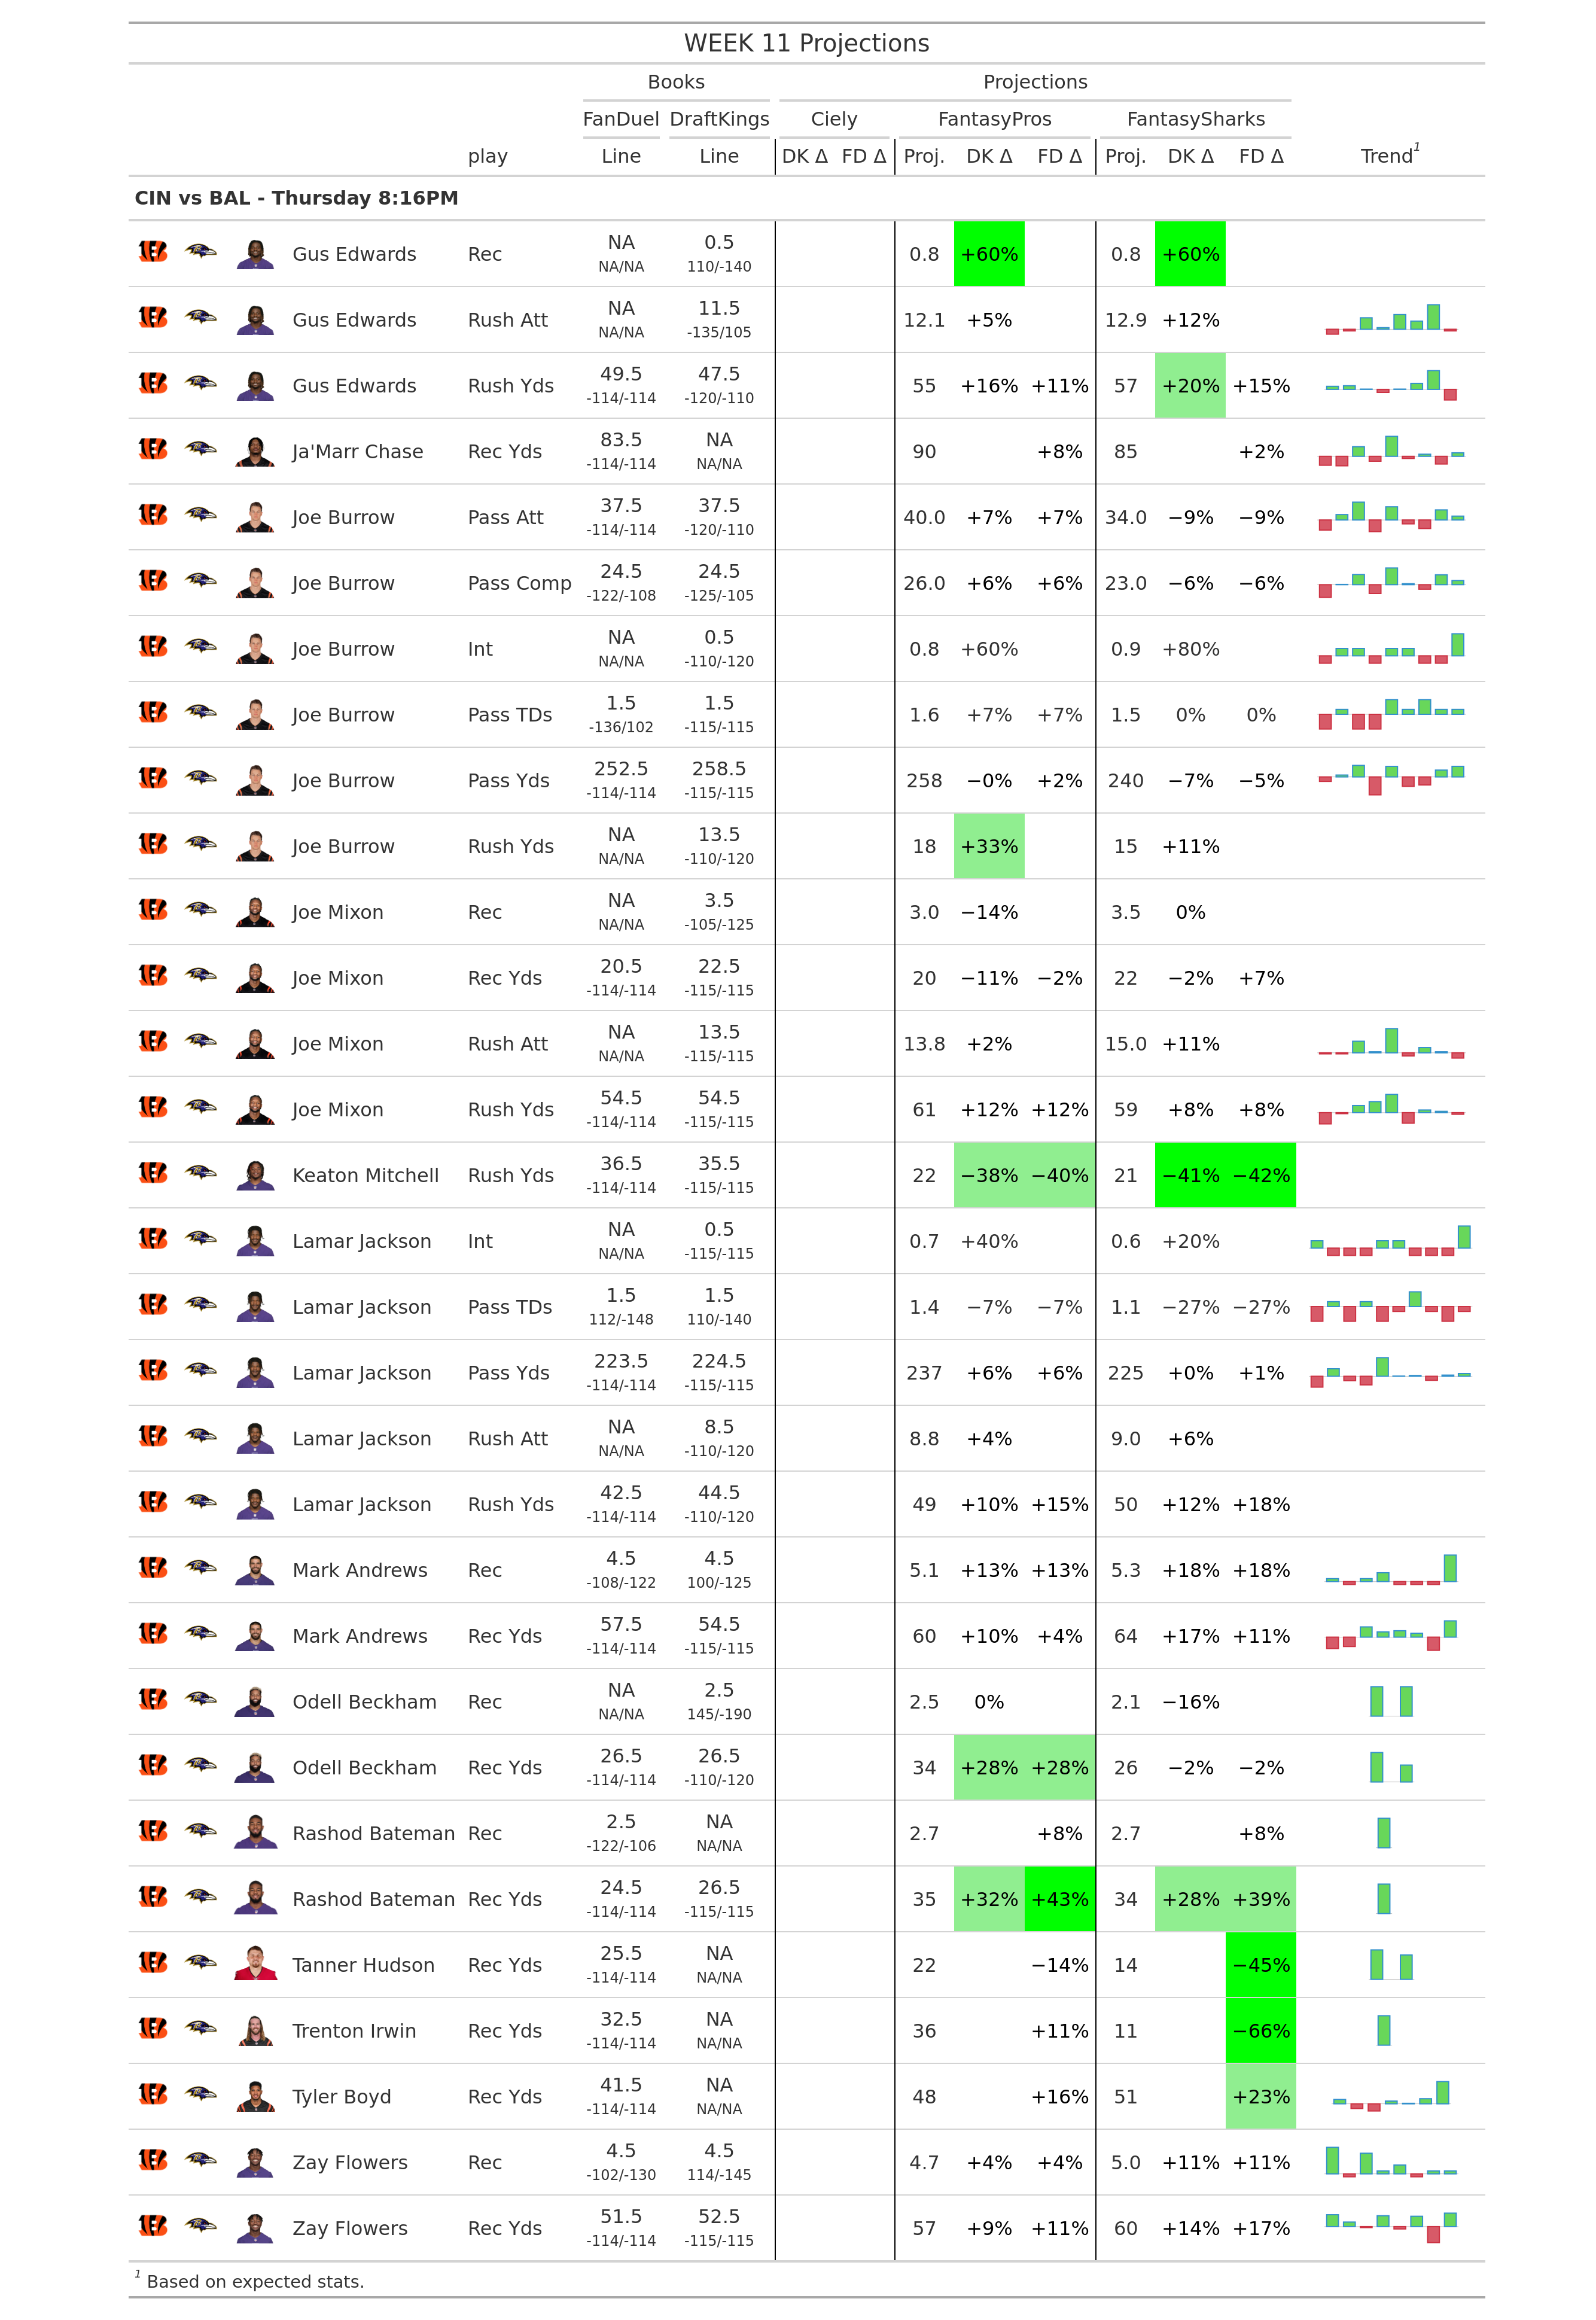 WEEK 11 Projections
Books Projections
FanDuel DraftKings Ciely FantasyPros FantasySharks
play Line Line DK Δ FD Δ Proj. DK Δ FD Δ Proj. DK Δ FD Δ Trend1
CIN vs BAL - Thursday 8:16PM
Gus Edwards Rec NA 0.5 0.8 +60% 0.8 +60%
NA/NA 110/-140
Gus Edwards Rush Att NA 11.5 12.1 +5% 12.9 +12%
NA/NA -135/105
Gus Edwards Rush Yds 49.5 47.5 55 +16% +11% 57 +20% +15%
-114/-114 -120/-110
Ja'Marr Chase Rec Yds 83.5 NA 90 +8% 85 +2%
-114/-114 NA/NA
Joe Burrow Pass Att 37.5 37.5 40.0 +7% +7% 34.0 −9% −9%
-114/-114 -120/-110
Joe Burrow Pass Comp 24.5 24.5 26.0 +6% +6% 23.0 −6% −6%
-122/-108 -125/-105
Joe Burrow Int NA 0.5 0.8 +60% 0.9 +80%
NA/NA -110/-120
Joe Burrow Pass TDs 1.5 1.5 1.6 +7% +7% 1.5 0% 0%
-136/102 -115/-115
Joe Burrow Pass Yds 252.5 258.5 258 −0% +2% 240 −7% −5%
-114/-114 -115/-115
Joe Burrow Rush Yds NA 13.5 18 +33% 15 +11%
NA/NA -110/-120
Joe Mixon Rec NA 3.5 3.0 −14% 3.5 0%
NA/NA -105/-125
Joe Mixon Rec Yds 20.5 22.5 20 −11% −2% 22 −2% +7%
-114/-114 -115/-115
Joe Mixon Rush Att NA 13.5 13.8 +2% 15.0 +11%
NA/NA -115/-115
Joe Mixon Rush Yds 54.5 54.5 61 +12% +12% 59 +8% +8%
-114/-114 -115/-115
Keaton Mitchell Rush Yds 36.5 35.5 22 −38% −40% 21 −41% −42%
-114/-114 -115/-115
Lamar Jackson Int NA 0.5 0.7 +40% 0.6 +20%
NA/NA -115/-115
Lamar Jackson Pass TDs 1.5 1.5 1.4 −7% −7% 1.1 −27% −27%
112/-148 110/-140
Lamar Jackson Pass Yds 223.5 224.5 237 +6% +6% 225 +0% +1%
-114/-114 -115/-115
Lamar Jackson Rush Att NA 8.5 8.8 +4% 9.0 +6%
NA/NA -110/-120
Lamar Jackson Rush Yds 42.5 44.5 49 +10% +15% 50 +12% +18%
-114/-114 -110/-120
Mark Andrews Rec 4.5 4.5 5.1 +13% +13% 5.3 +18% +18%
-108/-122 100/-125
Mark Andrews Rec Yds 57.5 54.5 60 +10% +4% 64 +17% +11%
-114/-114 -115/-115
Odell Beckham Rec NA 2.5 2.5 0% 2.1 −16%
NA/NA 145/-190
Odell Beckham Rec Yds 26.5 26.5 34 +28% +28% 26 −2% −2%
-114/-114 -110/-120
Rashod Bateman Rec 2.5 NA 2.7 +8% 2.7 +8%
-122/-106 NA/NA
Rashod Bateman Rec Yds 24.5 26.5 35 +32% +43% 34 +28% +39%
-114/-114 -115/-115
Tanner Hudson Rec Yds 25.5 NA 22 −14% 14 −45%
-114/-114 NA/NA
Trenton Irwin Rec Yds 32.5 NA 36 +11% 11 −66%
-114/-114 NA/NA
Tyler Boyd Rec Yds 41.5 NA 48 +16% 51 +23%
-114/-114 NA/NA
Zay Flowers Rec 4.5 4.5 4.7 +4% +4% 5.0 +11% +11%
-102/-130 114/-145
Zay Flowers Rec Yds 51.5 52.5 57 +9% +11% 60 +14% +17%
-114/-114 -115/-115
1 Based on expected stats.